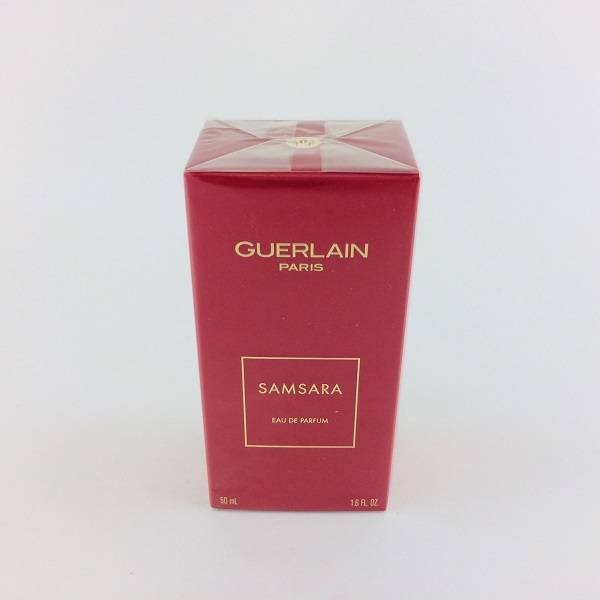 GUERLAIN
PARIS
SAMSARA
EAU DE PARFUM
50 mL 1.6 FL. OZ.